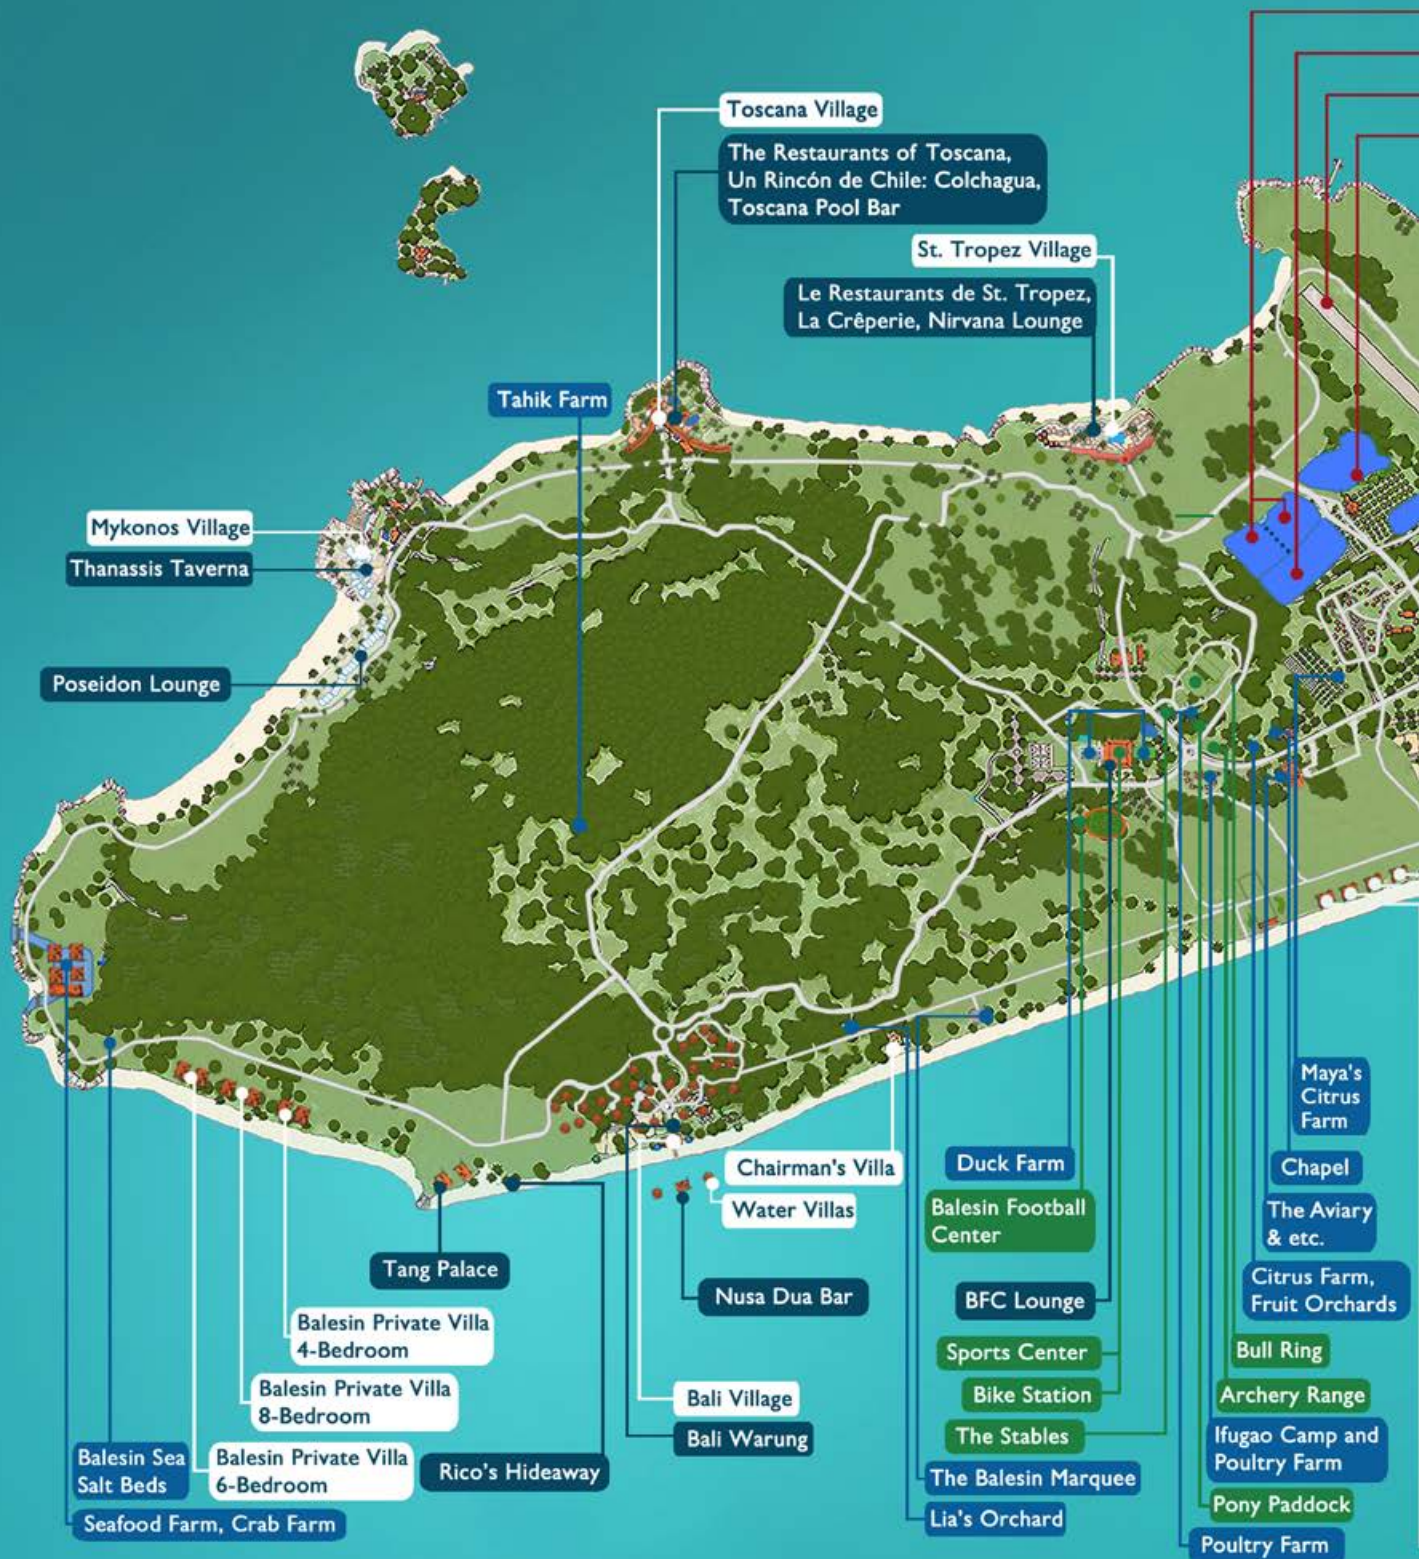 Toscana Village
The Restaurants of Toscana,
Un Rincón de Chile: Colchagua,
Toscana Pool Bar
St. Tropez Village
Le Restaurants de St. Tropez,
La Crêperie, Nirvana Lounge
Tahik Farm
Mykonos Village
Thanassis Taverna
Poseidon Lounge
Maya's
Citrus
Farm
Chairman's Villa
Duck Farm
Chapel
Water Villas
Balesin Football
Center
The Aviary
& etc.
Tang Palace
Nusa Dua Bar
BFC Lounge
Citrus Farm,
Fruit Orchards
Balesin Private Villa
4-Bedroom
Sports Center
Bull Ring
Balesin Private Villa
8-Bedroom
Bali Village
Bike Station
Archery Range
Bali Warung
The Stables
Ifugao Camp and
Poultry Farm
Balesin Sea
Salt Beds
Balesin Private Villa
6-Bedroom
Rico's Hideaway
The Balesin Marquee
Pony Paddock
Seafood Farm, Crab Farm
Lia's Orchard
Poultry Farm